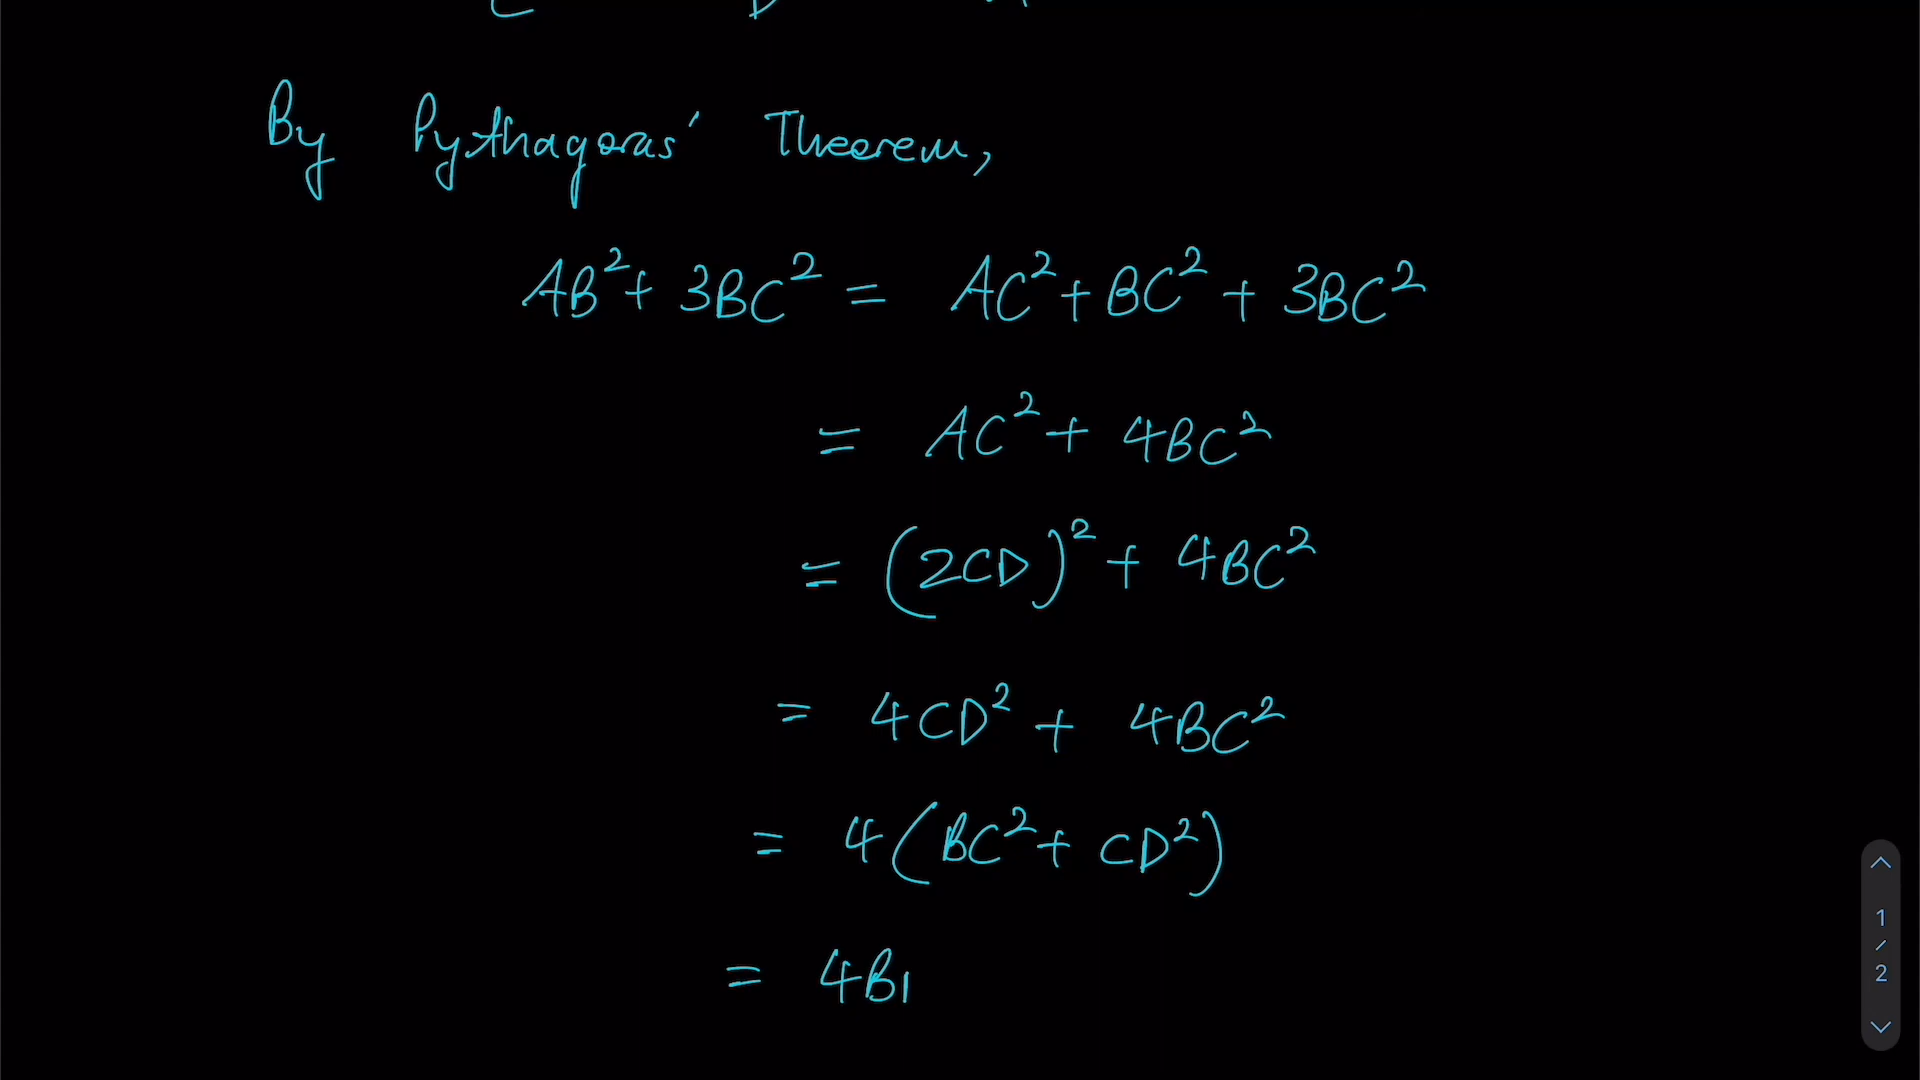 C D A
By Pythagoras' Theorem,
AB²+ 3BC² = AC²+ BC² + 3BC²
= AC²+ 4BC²
= (2CD)² + 4BC²
= 4CD² + 4BC²
= 4(BC²+ CD²)
= 4B
1
/
2